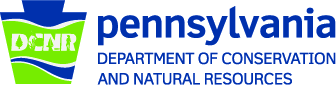 DCNR
pennsylvania
DEPARTMENT OF CONSERVATION
AND NATURAL RESOURCES